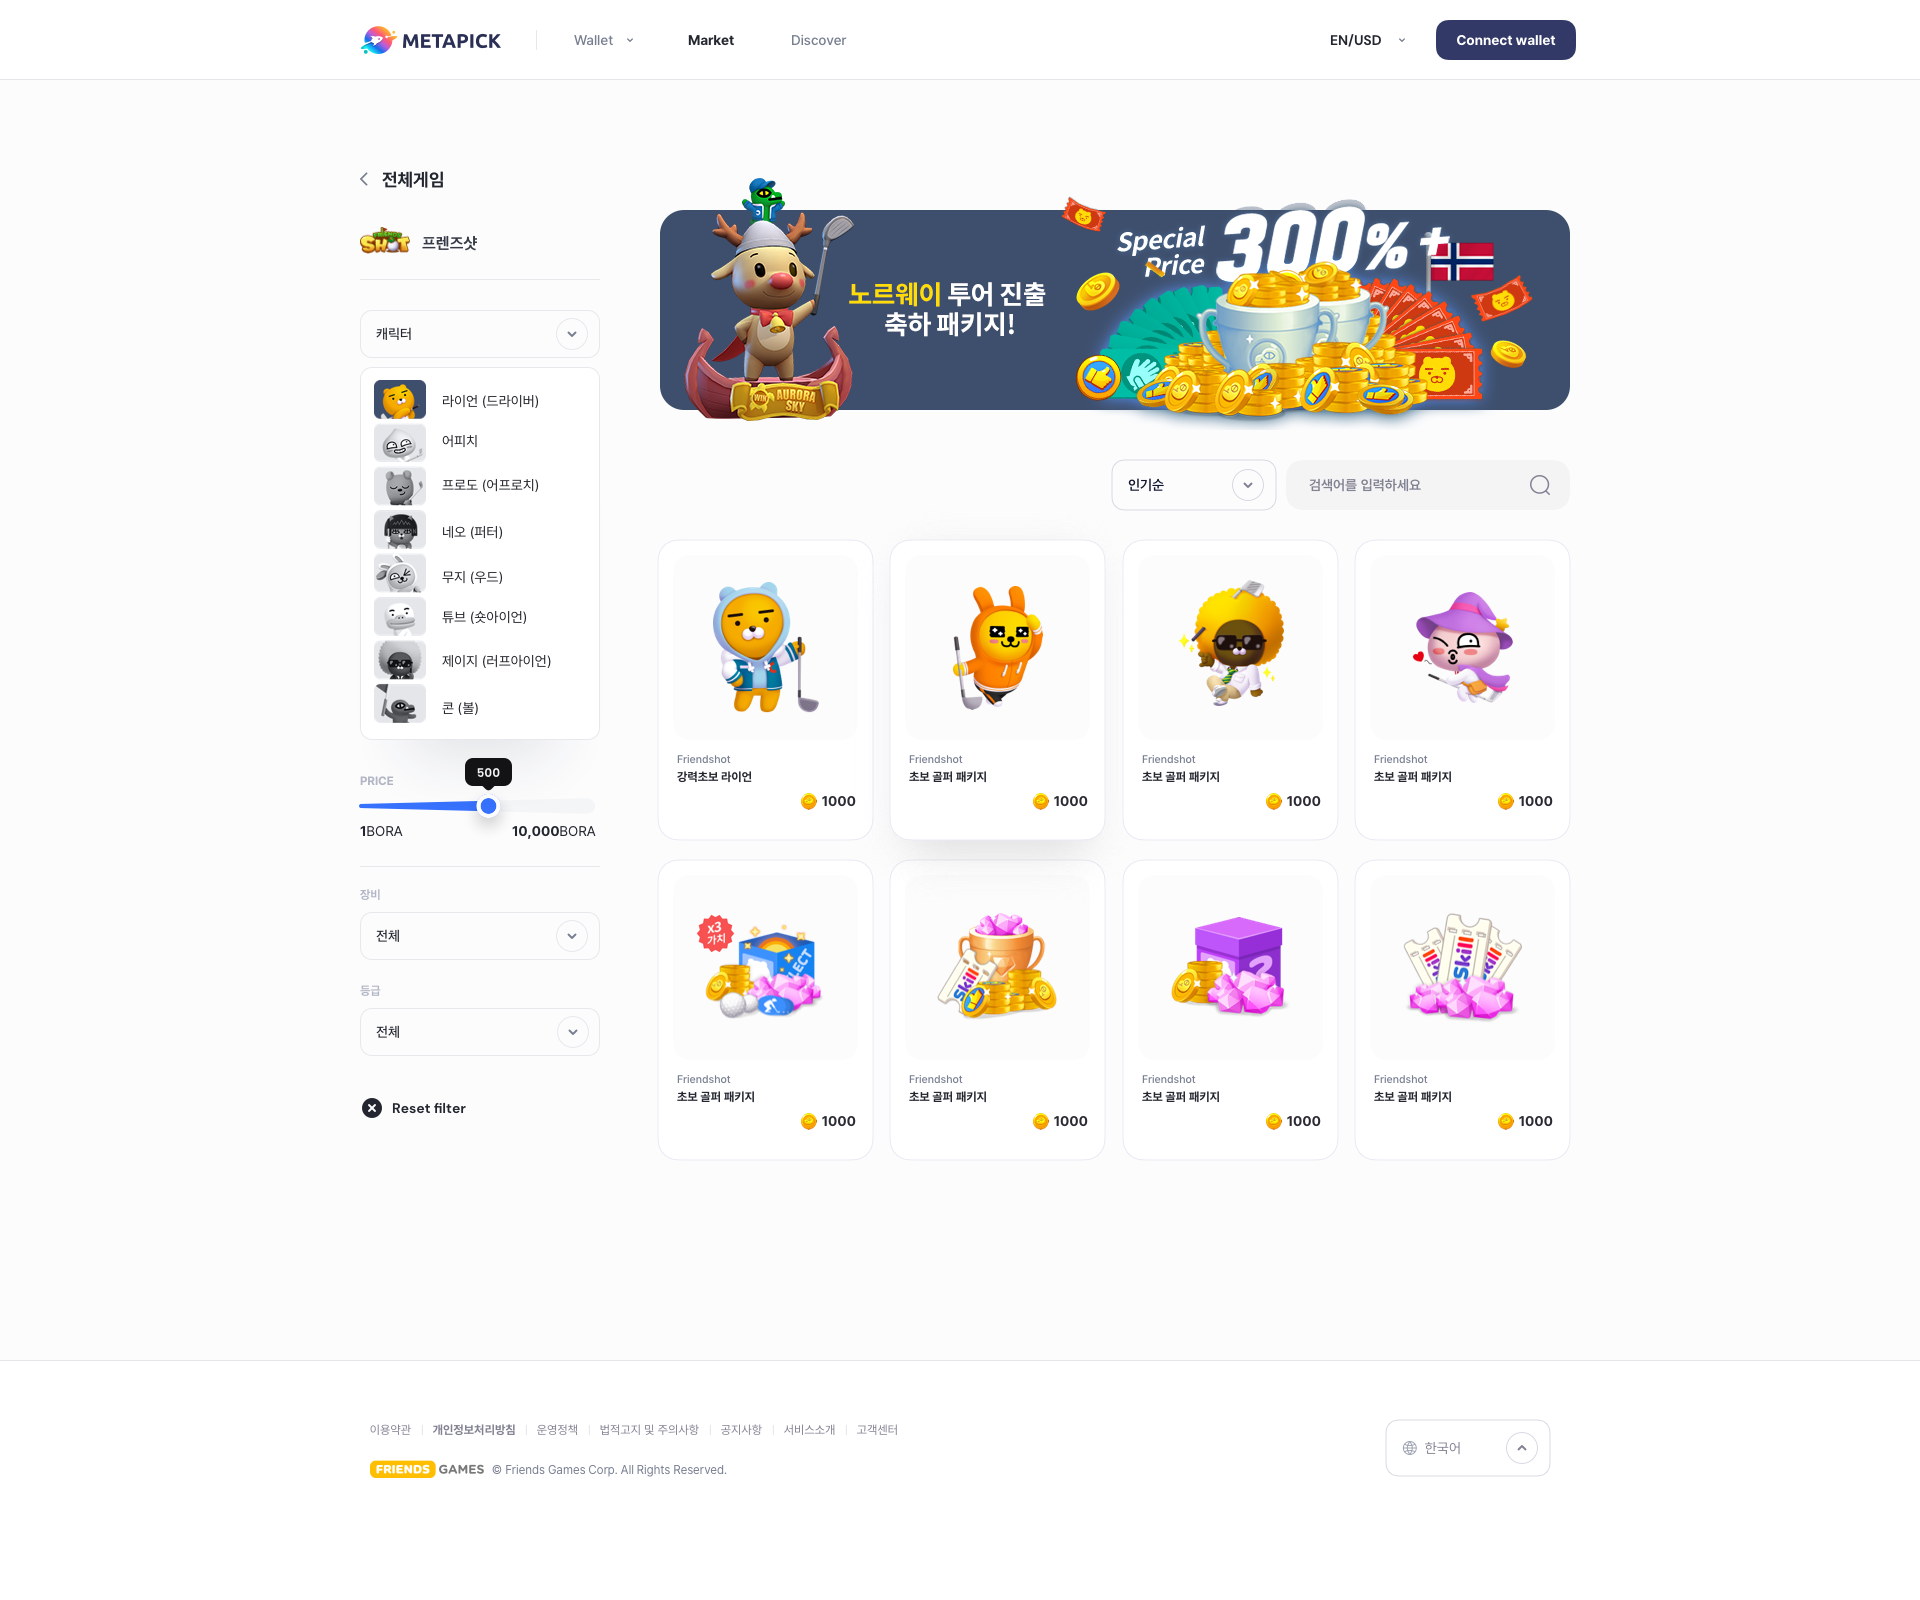 METAPICK
Wallet
Market
Discover
EN/USD
Connect wallet
전체게임
SHOT
프렌즈샷
캐릭터
라이언 (드라이버)
어피치
프로도 (어프로치)
네오 (퍼터)
무지 (우드)
튜브 (숏아이언)
제이지 (러프아이언)
콘 (볼)
PRICE
500
1BORA
10,000BORA
장비
전체
등급
전체
Reset filter
노르웨이 투어 진출
축하 패키지!
Special
Price
300%+
WIN
AURORA
SKY
인기순
검색어를 입력하세요
Friendshot
강력초보 라이언
1000
Friendshot
초보 골퍼 패키지
1000
Friendshot
초보 골퍼 패키지
1000
Friendshot
초보 골퍼 패키지
1000
x3
가치
Friendshot
초보 골퍼 패키지
1000
Skill
Friendshot
초보 골퍼 패키지
1000
Friendshot
초보 골퍼 패키지
1000
Skill
Friendshot
초보 골퍼 패키지
1000
이용약관
개인정보처리방침
운영정책
법적고지 및 주의사항
공지사항
서비스소개
고객센터
FRIENDS GAMES
© Friends Games Corp. All Rights Reserved.
한국어